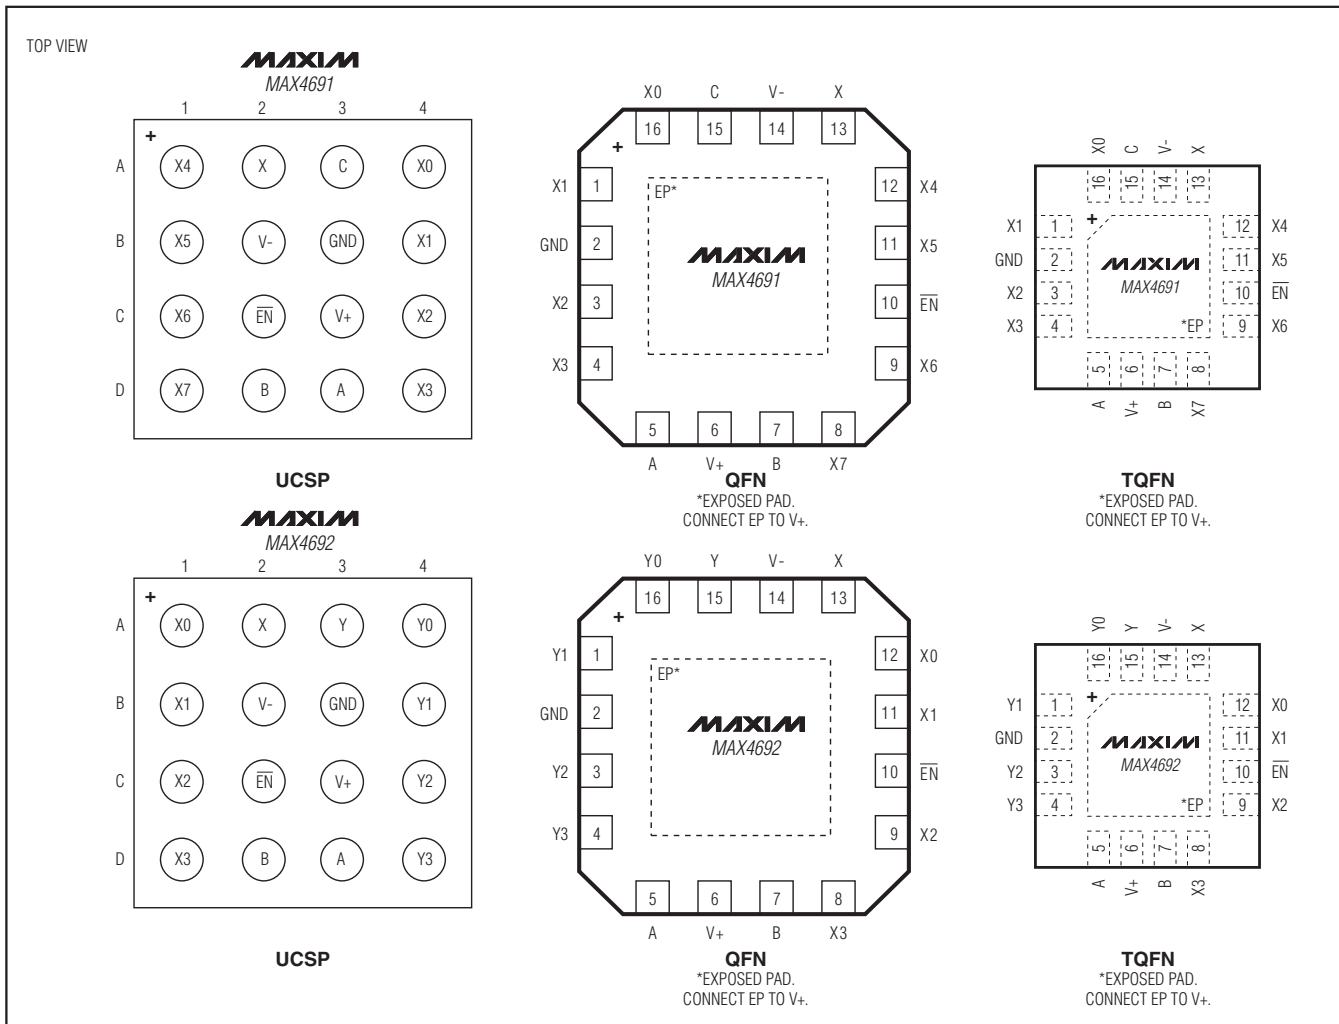 TOP VIEW
MAXIM
MAX4691
1 2 3 4
+
A X4 X C X0
B X5 V- GND X1
C X6 E̅N̅ V+ X2
D X7 B A X3
UCSP
X0 C V- X
16 15 14 13
+
X1 1
GND 2
X2 3
X3 4
EP*
MAXIM
MAX4691
12 X4
11 X5
10 E̅N̅
9 X6
5 6 7 8
A V+ B X7
QFN
*EXPOSED PAD.
CONNECT EP TO V+.
X0 C V- X
16 15 14 13
+
X1 1
GND 2
X2 3
X3 4
MAXIM
MAX4691
*EP
12 X4
11 X5
10 E̅N̅
9 X6
5 6 7 8
A V+ B X7
TQFN
*EXPOSED PAD.
CONNECT EP TO V+.
MAXIM
MAX4692
1 2 3 4
+
A X0 X Y Y0
B X1 V- GND Y1
C X2 E̅N̅ V+ Y2
D X3 B A Y3
UCSP
Y0 Y V- X
16 15 14 13
+
Y1 1
GND 2
Y2 3
Y3 4
EP*
MAXIM
MAX4692
12 X0
11 X1
10 E̅N̅
9 X2
5 6 7 8
A V+ B X3
QFN
*EXPOSED PAD.
CONNECT EP TO V+.
Y0 Y V- X
16 15 14 13
+
Y1 1
GND 2
Y2 3
Y3 4
MAXIM
MAX4692
*EP
12 X0
11 X1
10 E̅N̅
9 X2
5 6 7 8
A V+ B X3
TQFN
*EXPOSED PAD.
CONNECT EP TO V+.